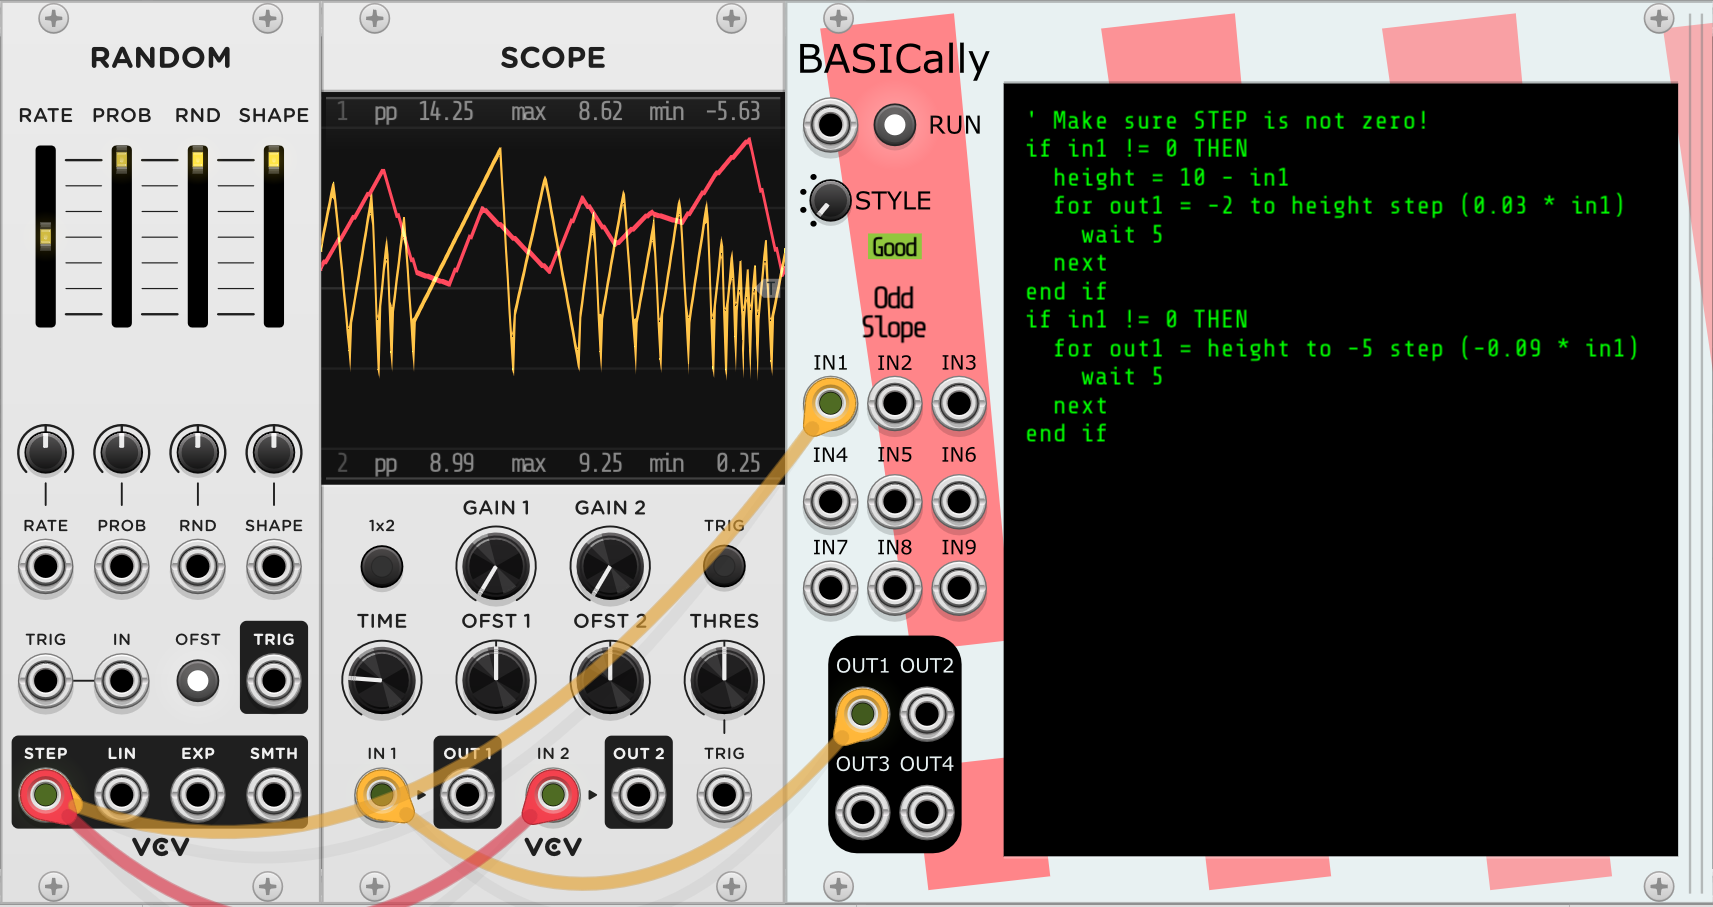 RANDOM
RATE PROB RND SHAPE
RATE PROB RND SHAPE
TRIG IN OFST TRIG
STEP LIN EXP SMTH
VCV
SCOPE
1 pp 14.25 max 8.62 min -5.63
T
2 pp 8.99 max 9.25 min 0.25
1x2 GAIN 1 GAIN 2 TRIG
TIME OFST 1 OFST 2 THRES
IN 1 OUT 1 IN 2 OUT 2 TRIG
VCV
BASICally
RUN
STYLE
Good
Odd
Slope
IN1 IN2 IN3
IN4 IN5 IN6
IN7 IN8 IN9
OUT1 OUT2
OUT3 OUT4
' Make sure STEP is not zero!
if in1 != 0 THEN
  height = 10 - in1
  for out1 = -2 to height step (0.03 * in1)
    wait 5
  next
end if
if in1 != 0 THEN
  for out1 = height to -5 step (-0.09 * in1)
    wait 5
  next
end if